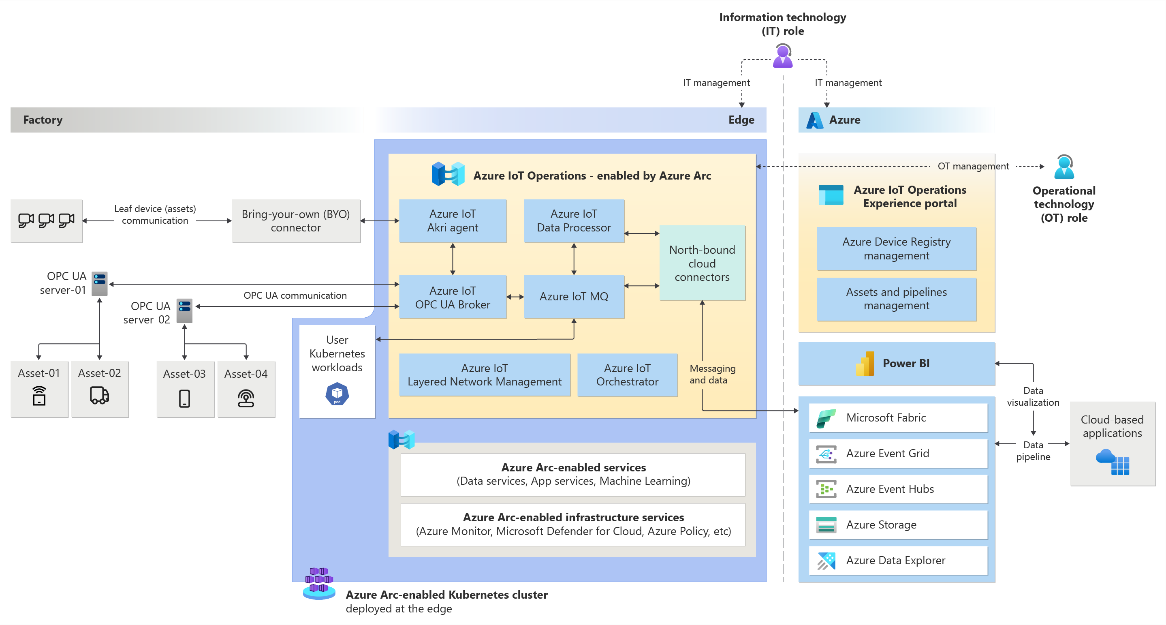 Information technology
(IT) role
IT management
IT management
Factory
Edge
Azure
Azure IoT Operations - enabled by Azure Arc
OT management
Operational
technology
(OT) role
Azure IoT Operations
Experience portal
Leaf device (assets)
communication
Bring-your-own (BYO)
connector
Azure IoT
Akri agent
Azure IoT
Data Processor
North-bound
cloud
connectors
Azure Device Registry
management
Assets and pipelines
management
OPC UA
server-01
OPC UA
server 02
OPC UA communication
Azure IoT
OPC UA Broker
Azure IoT MQ
User
Kubernetes
workloads
Azure IoT
Layered Network Management
Azure IoT
Orchestrator
Messaging
and data
Power BI
Data
visualization
Data
pipeline
Cloud based
applications
Asset-01
Asset-02
Asset-03
Asset-04
Microsoft Fabric
Azure Event Grid
Azure Event Hubs
Azure Storage
Azure Data Explorer
Azure Arc-enabled services
(Data services, App services, Machine Learning)
Azure Arc-enabled infrastructure services
(Azure Monitor, Microsoft Defender for Cloud, Azure Policy, etc)
Azure Arc-enabled Kubernetes cluster
deployed at the edge